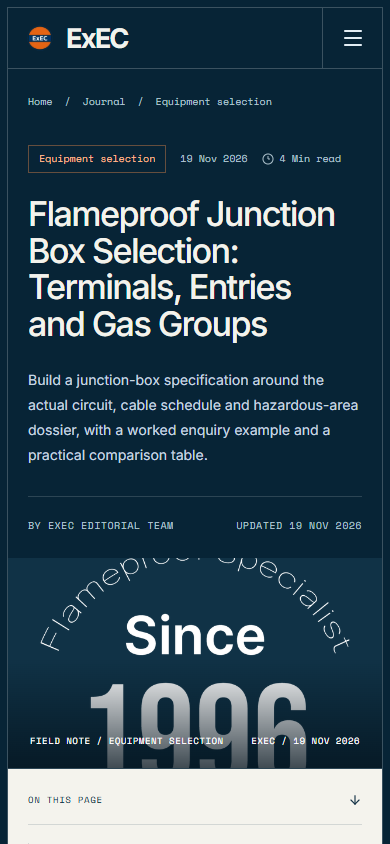 ExEC ExEC
Home / Journal / Equipment selection
Equipment selection 19 Nov 2026 4 Min read
Flameproof Junction
Box Selection:
Terminals, Entries
and Gas Groups
Build a junction-box specification around the
actual circuit, cable schedule and hazardous-area
dossier, with a worked enquiry example and a
practical comparison table.
BY EXEC EDITORIAL TEAM UPDATED 19 NOV 2026
Flameproof Specialist
Since
1996
FIELD NOTE / EQUIPMENT SELECTION EXEC / 19 NOV 2026
ON THIS PAGE